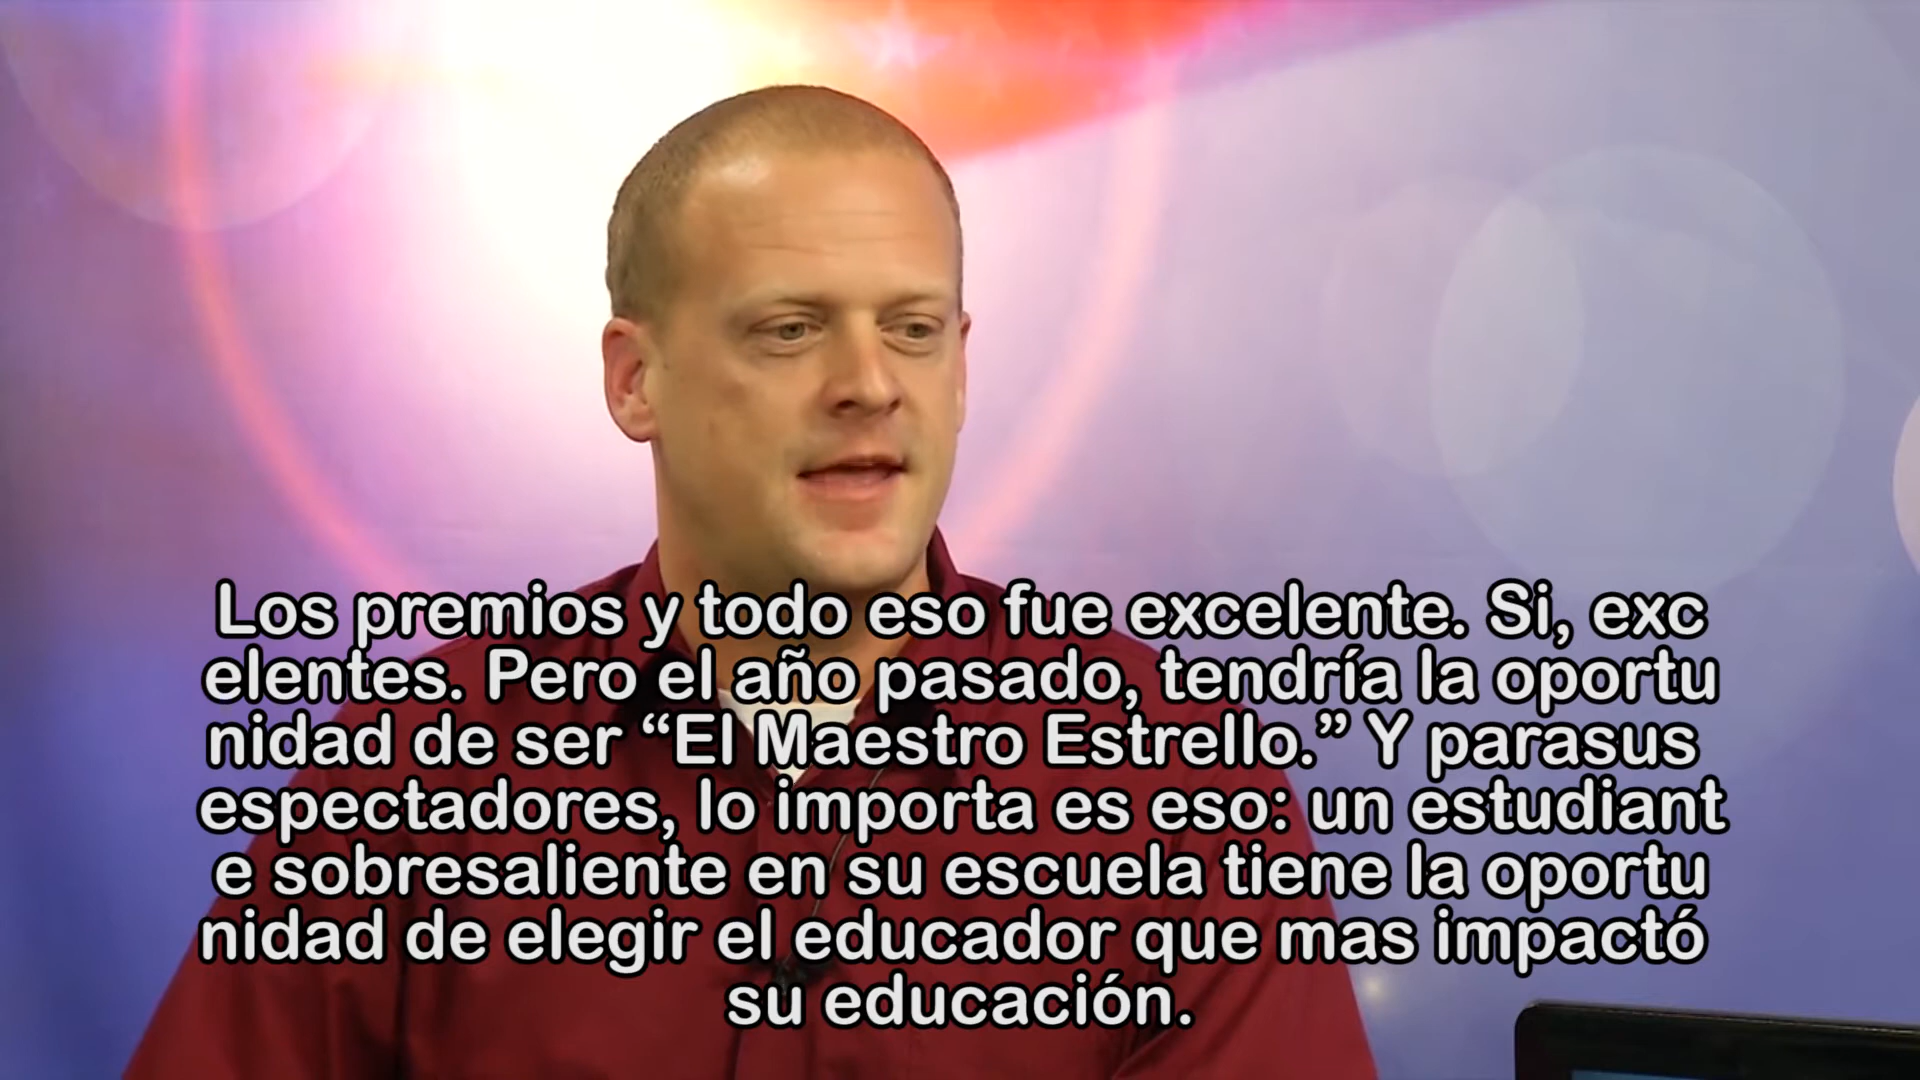 Los premios y todo eso fue excelente. Si, exc
elentes. Pero el año pasado, tendría la oportu
nidad de ser “El Maestro Estrello.” Y parasus
espectadores, lo importa es eso: un estudiant
e sobresaliente en su escuela tiene la oportu
nidad de elegir el educador que mas impactó
su educación.